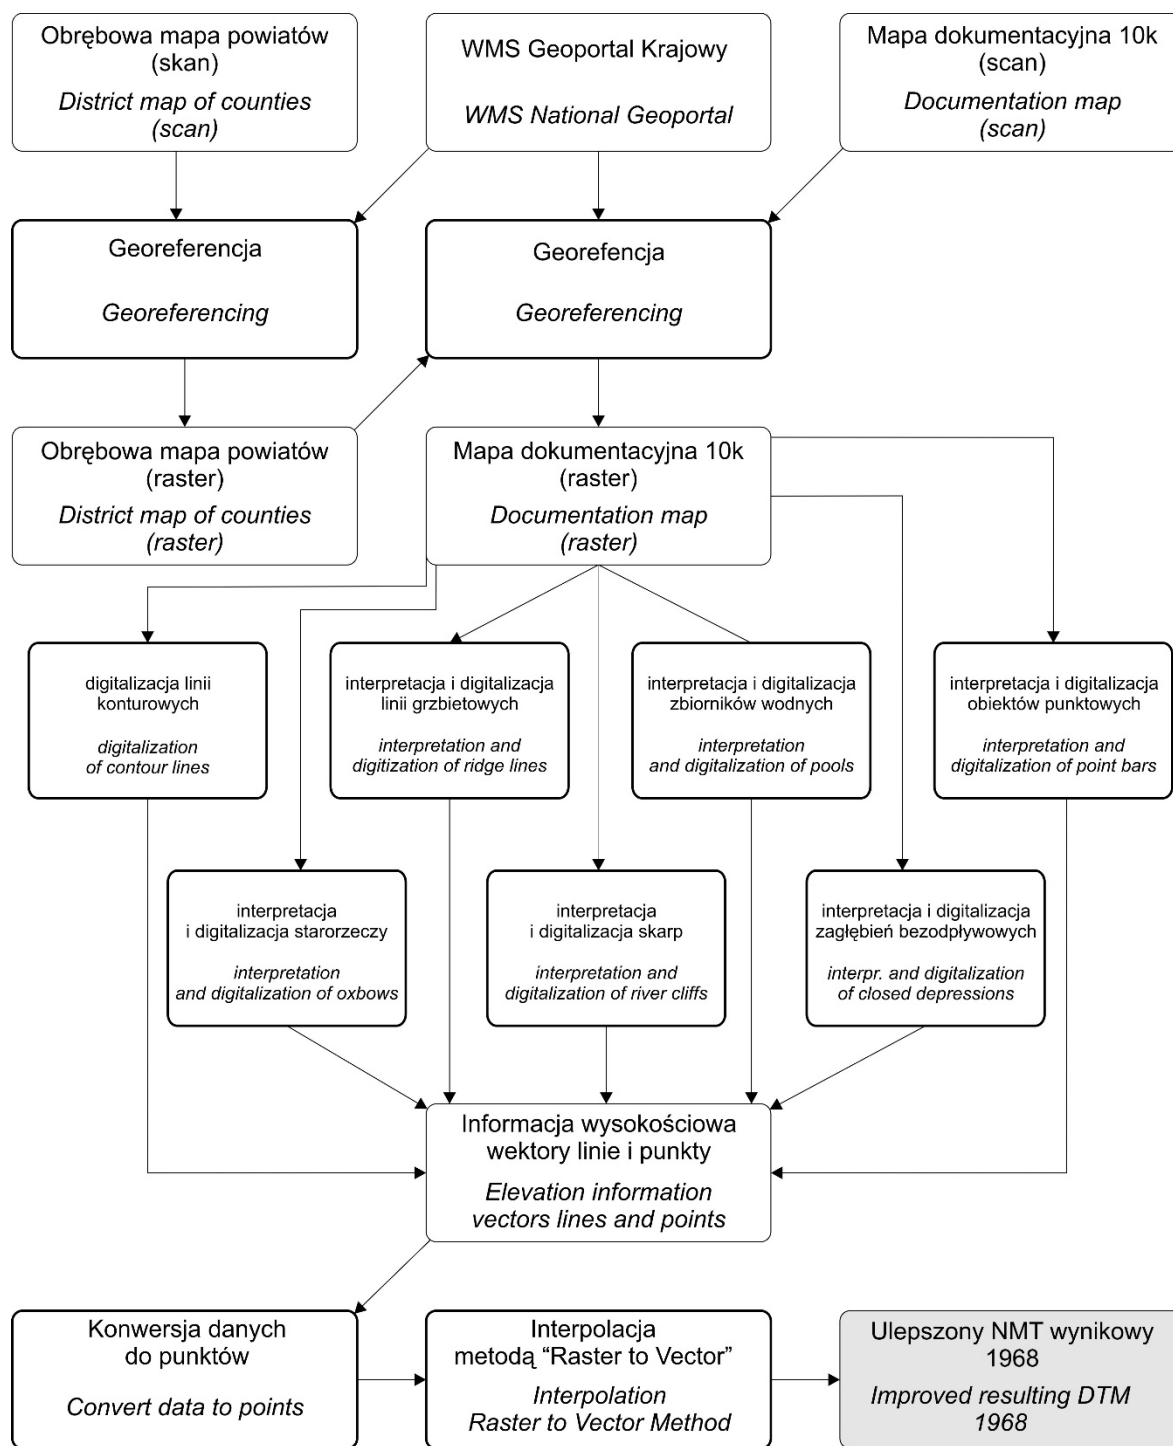 Obrębowa mapa powiatów
(skan)
District map of counties
(scan)
WMS Geoportal Krajowy
WMS National Geoportal
Mapa dokumentacyjna 10k
(scan)
Documentation map
(scan)
Georeferencja
Georeferencing
Georefencja
Georeferencing
Obrębowa mapa powiatów
(raster)
District map of counties
(raster)
Mapa dokumentacyjna 10k
(raster)
Documentation map
(raster)
digitalizacja linii
konturowych
digitalization
of contour lines
interpretacja i digitalizacja
linii grzbietowych
interpretation and
digitization of ridge lines
interpretacja i digitalizacja
zbiorników wodnych
interpretation
and digitalization of pools
interpretacja i digitalizacja
obiektów punktowych
interpretation and
digitalization of point bars
interpretacja
i digitalizacja starorzeczy
interpretation
and digitalization of oxbows
interpretacja
i digitalizacja skarp
interpretation and
digitalization of river cliffs
interpretacja i digitalizacja
zagłębień bezodpływowych
interpr. and digitalization
of closed depressions
Informacja wysokościowa
wektory linie i punkty
Elevation information
vectors lines and points
Konwersja danych
do punktów
Convert data to points
Interpolacja
metodą “Raster to Vector”
Interpolation
Raster to Vector Method
Ulepszony NMT wynikowy
1968
Improved resulting DTM
1968